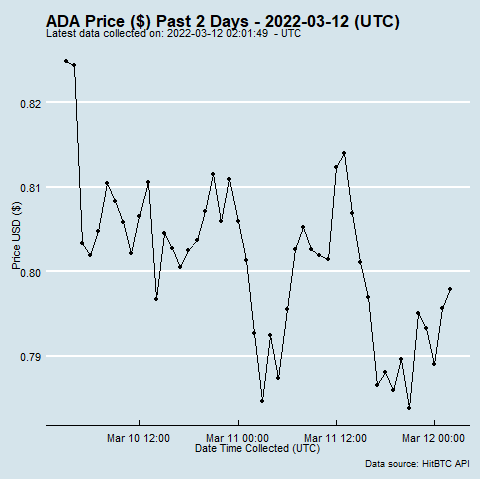 ADA Price ($) Past 2 Days - 2022-03-12 (UTC)
Latest data collected on: 2022-03-12 02:01:49 - UTC
0.82
0.81
0.80
0.79
Price USD ($)
Mar 10 12:00 Mar 11 00:00 Mar 11 12:00 Mar 12 00:00
Date Time Collected (UTC)
Data source: HitBTC API